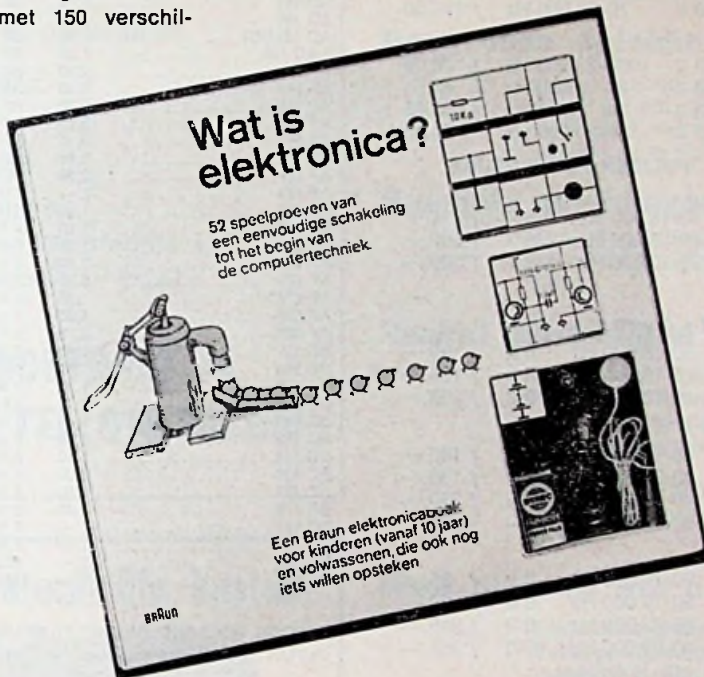 met 150 verschil-
Wat is
elektronica?
52 speelproeven van
een eenvoudige schakeling
tot het begin van
de computertechniek.
10KΩ
Een Braun elektronicaboek
voor kinderen (vanaf 10 jaar)
en volwassenen, die ook nog
iets willen opsteken
BRAUN